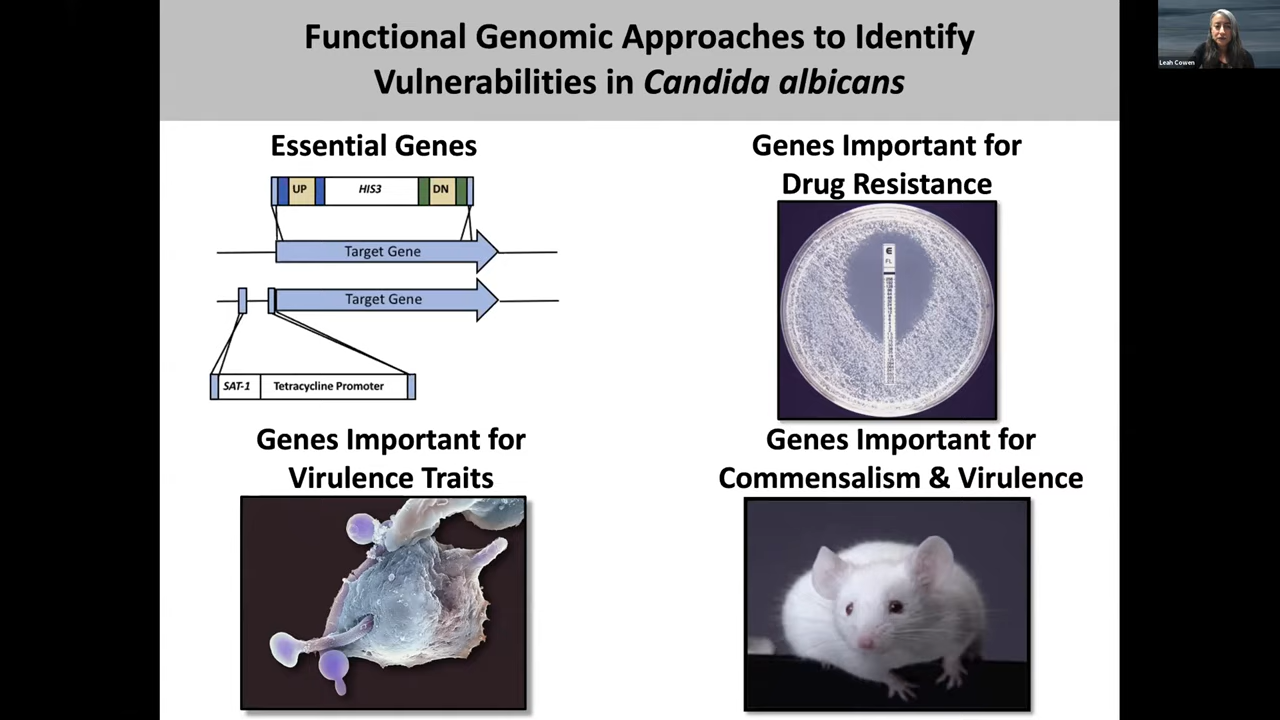 Functional Genomic Approaches to Identify
Vulnerabilities in Candida albicans
Leah Cowen
Essential Genes
UP HIS3 DN
Target Gene
Target Gene
SAT-1 Tetracycline Promoter
Genes Important for
Drug Resistance
FL
Genes Important for
Virulence Traits
Genes Important for
Commensalism & Virulence